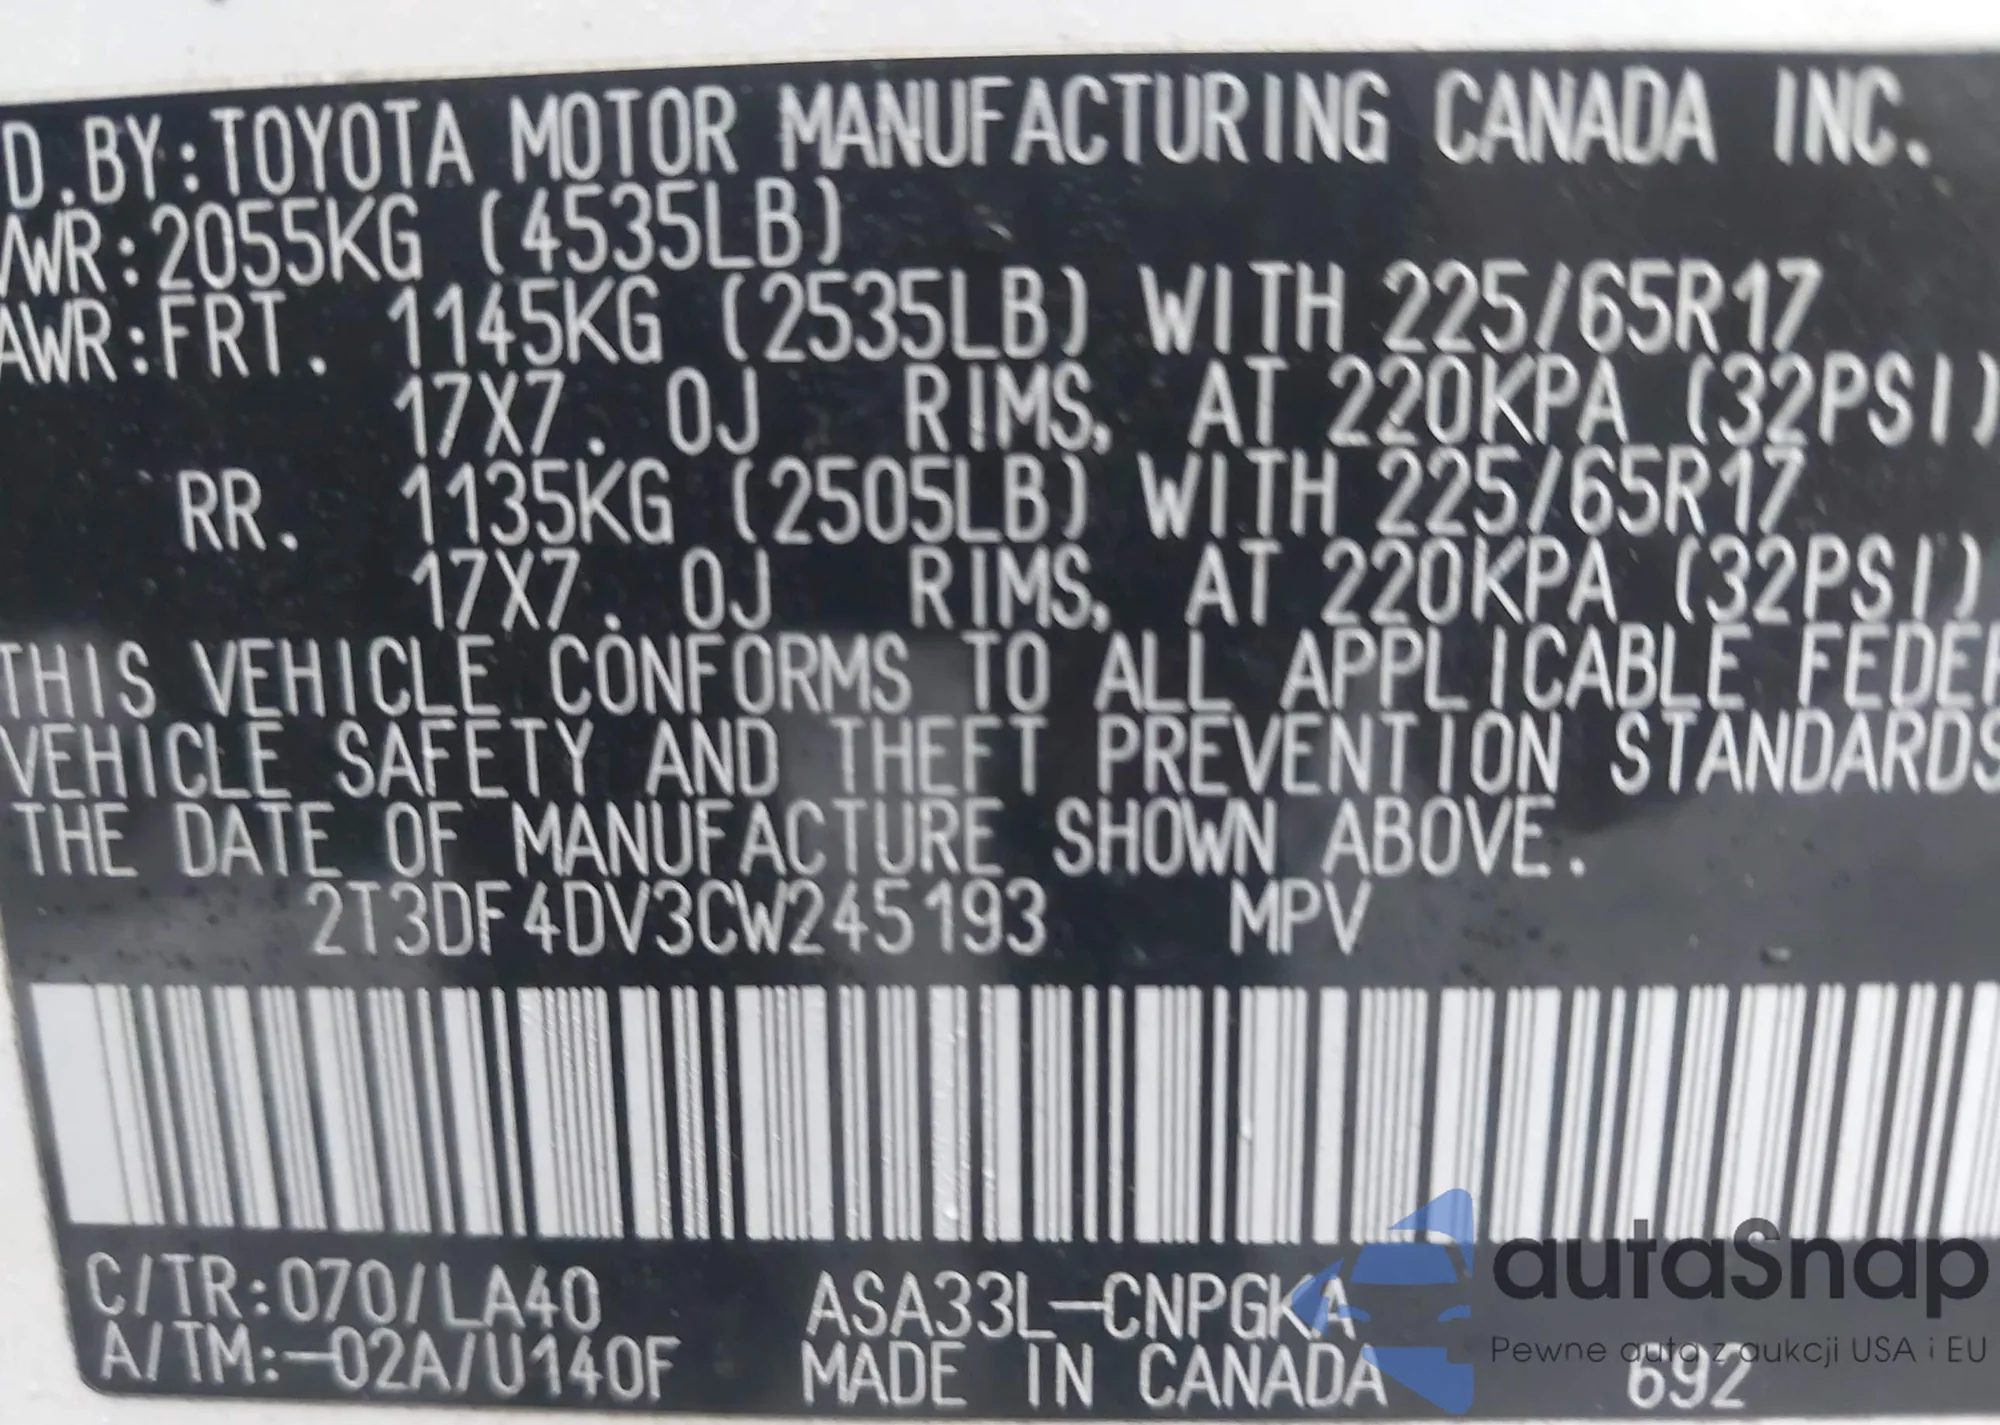 D.BY:TOYOTA MOTOR MANUFACTURING CANADA INC.
VWR:2055KG (4535LB)
AWR:FRT. 1145KG (2535LB) WITH 225/65R17
17X7.0J RIMS, AT 220KPA (32PSI)
RR. 1135KG (2505LB) WITH 225/65R17
17X7.0J RIMS, AT 220KPA (32PSI)
THIS VEHICLE CONFORMS TO ALL APPLICABLE FEDER
VEHICLE SAFETY AND THEFT PREVENTION STANDARDS
THE DATE OF MANUFACTURE SHOWN ABOVE.
2T3DF4DV3CW245193 MPV
C/TR:070/LA40 ASA33L-CNPGKA
A/TM:-02A/U140F MADE IN CANADA 692
autaSnap
Pewne auta z aukcji USA i EU